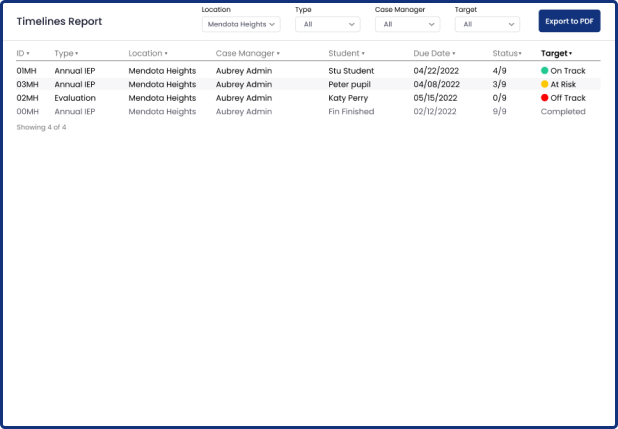 Timelines Report
Location Type Case Manager Target
Mendota Heights All All All
Export to PDF
ID Type Location Case Manager Student Due Date Status Target
01MH Annual IEP Mendota Heights Aubrey Admin Stu Student 04/22/2022 4/9 On Track
03MH Annual IEP Mendota Heights Aubrey Admin Peter pupil 04/08/2022 3/9 At Risk
02MH Evaluation Mendota Heights Aubrey Admin Katy Perry 05/15/2022 0/9 Off Track
00MH Annual IEP Mendota Heights Aubrey Admin Fin Finished 02/12/2022 9/9 Completed
Showing 4 of 4